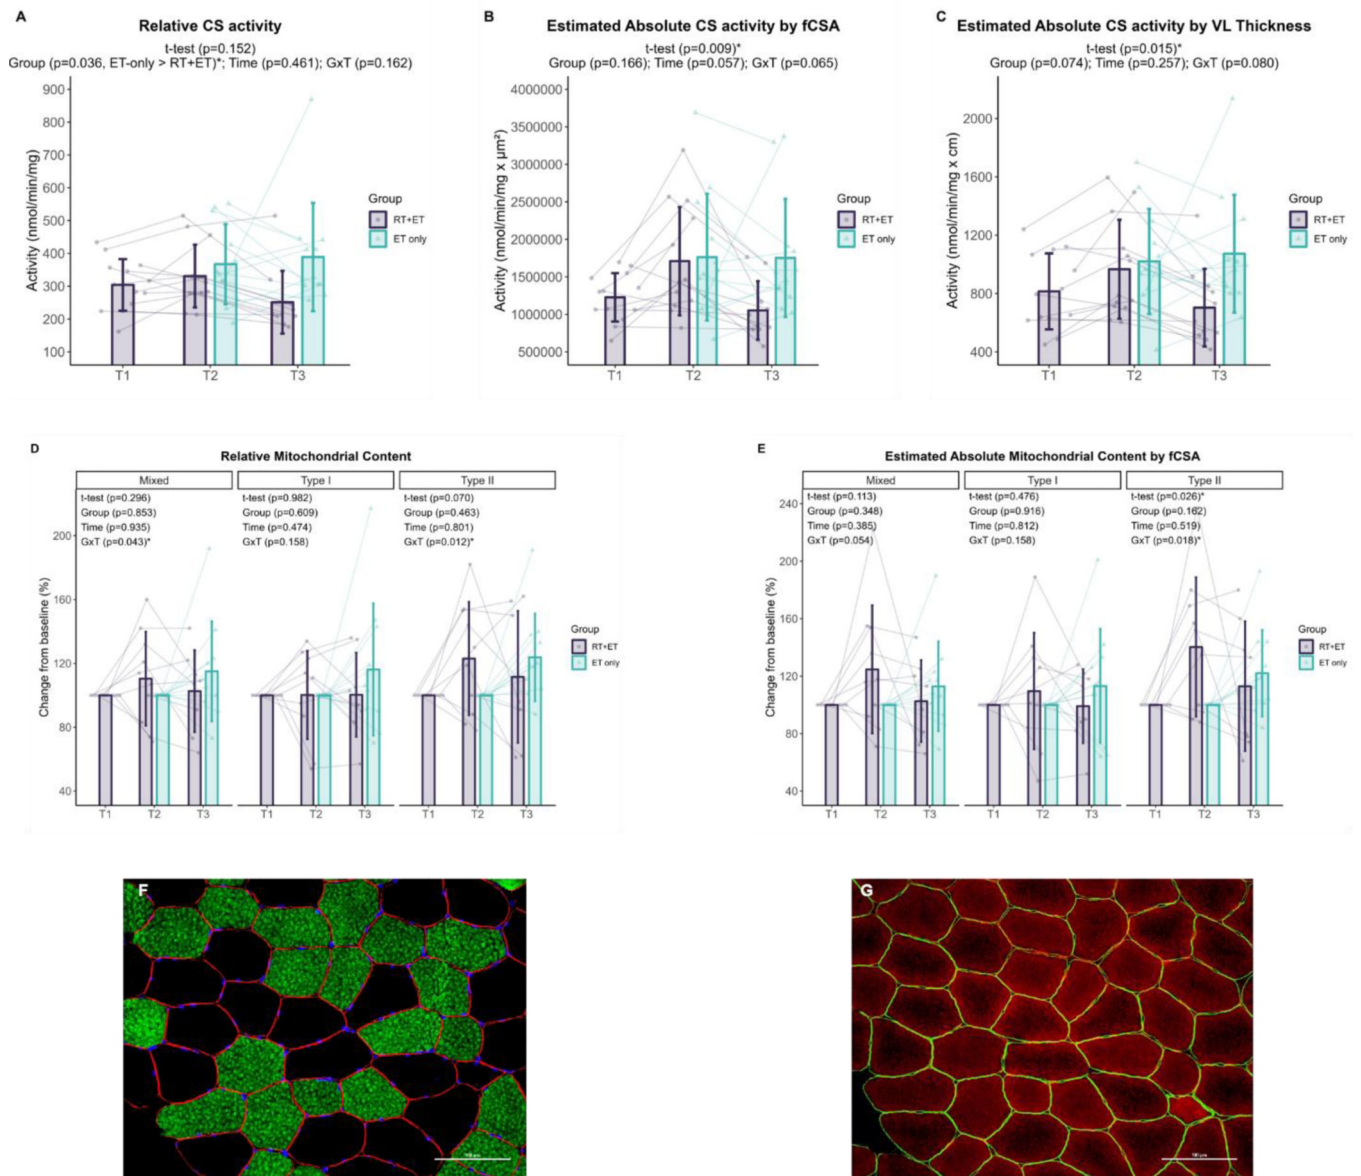 A
Relative CS activity
t-test (p=0.152)
Group (p=0.036, ET-only > RT+ET)*; Time (p=0.461); GxT (p=0.162)
Activity (nmol/min/mg)
900
800
700
600
500
400
300
200
100
T1
T2
T3
Group
RT+ET
ET only
B
Estimated Absolute CS activity by fCSA
t-test (p=0.009)*
Group (p=0.166); Time (p=0.057); GxT (p=0.065)
Activity (nmol/min/mg x µm²)
4000000
3500000
3000000
2500000
2000000
1500000
1000000
500000
T1
T2
T3
Group
RT+ET
ET only
C
Estimated Absolute CS activity by VL Thickness
t-test (p=0.015)*
Group (p=0.074); Time (p=0.257); GxT (p=0.080)
Activity (nmol/min/mg x cm)
2000
1600
1200
800
400
T1
T2
T3
Group
RT+ET
ET only
D
Relative Mitochondrial Content
Mixed
Type I
Type II
t-test (p=0.296)
Group (p=0.853)
Time (p=0.935)
GxT (p=0.043)*
t-test (p=0.982)
Group (p=0.609)
Time (p=0.474)
GxT (p=0.158)
t-test (p=0.070)
Group (p=0.463)
Time (p=0.801)
GxT (p=0.012)*
Change from baseline (%)
200
160
120
80
40
T1
T2
T3
T1
T2
T3
T1
T2
T3
Group
RT+ET
ET only
E
Estimated Absolute Mitochondrial Content by fCSA
Mixed
Type I
Type II
t-test (p=0.113)
Group (p=0.348)
Time (p=0.385)
GxT (p=0.054)
t-test (p=0.476)
Group (p=0.916)
Time (p=0.812)
GxT (p=0.158)
t-test (p=0.026)*
Group (p=0.162)
Time (p=0.519)
GxT (p=0.018)*
Change from baseline (%)
240
200
160
120
80
40
T1
T2
T3
T1
T2
T3
T1
T2
T3
Group
RT+ET
ET only
F
100 µm
G
100 µm